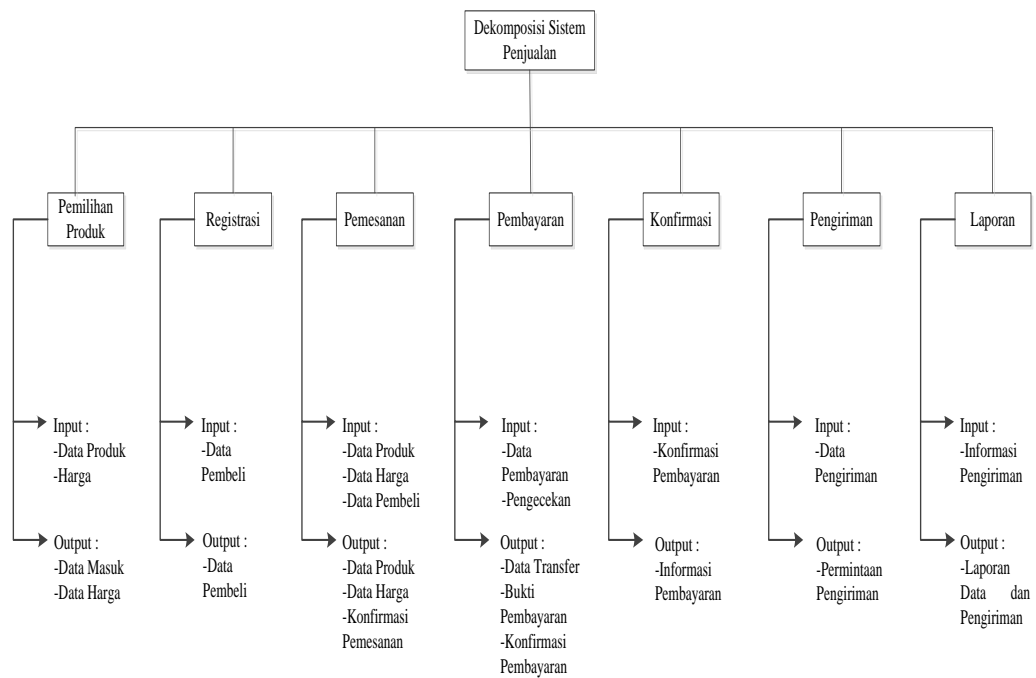 Dekomposisi Sistem
Penjualan
Pemilihan
Produk
Registrasi
Pemesanan
Pembayaran
Konfirmasi
Pengiriman
Laporan
Input :
-Data Produk
-Harga
Output :
-Data Masuk
-Data Harga
Input :
-Data
Pembeli
Output :
-Data
Pembeli
Input :
-Data Produk
-Data Harga
-Data Pembeli
Output :
-Data Produk
-Data Harga
-Konfirmasi
Pemesanan
Input :
-Data
Pembayaran
-Pengecekan
Output :
-Data Transfer
-Bukti
Pembayaran
-Konfirmasi
Pembayaran
Input :
-Konfirmasi
Pembayaran
Output :
-Informasi
Pembayaran
Input :
-Data
Pengiriman
Output :
-Permintaan
Pengiriman
Input :
-Informasi
Pengiriman
Output :
-Laporan
Data dan
Pengiriman